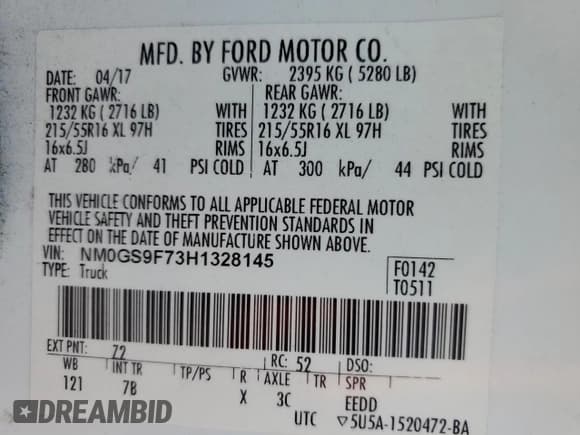 MFD. BY FORD MOTOR CO.
DATE: 04/17 GVWR: 2395 KG ( 5280 LB)
FRONT GAWR: REAR GAWR:
1232 KG ( 2716 LB) WITH 1232 KG ( 2716 LB) WITH
215/55R16 XL 97H TIRES 215/55R16 XL 97H TIRES
16x6.5J RIMS 16x6.5J RIMS
AT 280 kPa/ 41 PSI COLD AT 300 kPa/ 44 PSI COLD
THIS VEHICLE CONFORMS TO ALL APPLICABLE FEDERAL MOTOR
VEHICLE SAFETY AND THEFT PREVENTION STANDARDS IN
EFFECT ON THE DATE OF MANUFACTURE SHOWN ABOVE.
VIN: NM0GS9F73H1328145
TYPE: Truck
F0142
T0511
EXT PNT: 72 RC: 52 DSO:
WB INT TR TP/PS R AXLE TR SPR
121 7B X 3C EEDD
UTC ▽5U5A-1520472-BA
DREAMBID